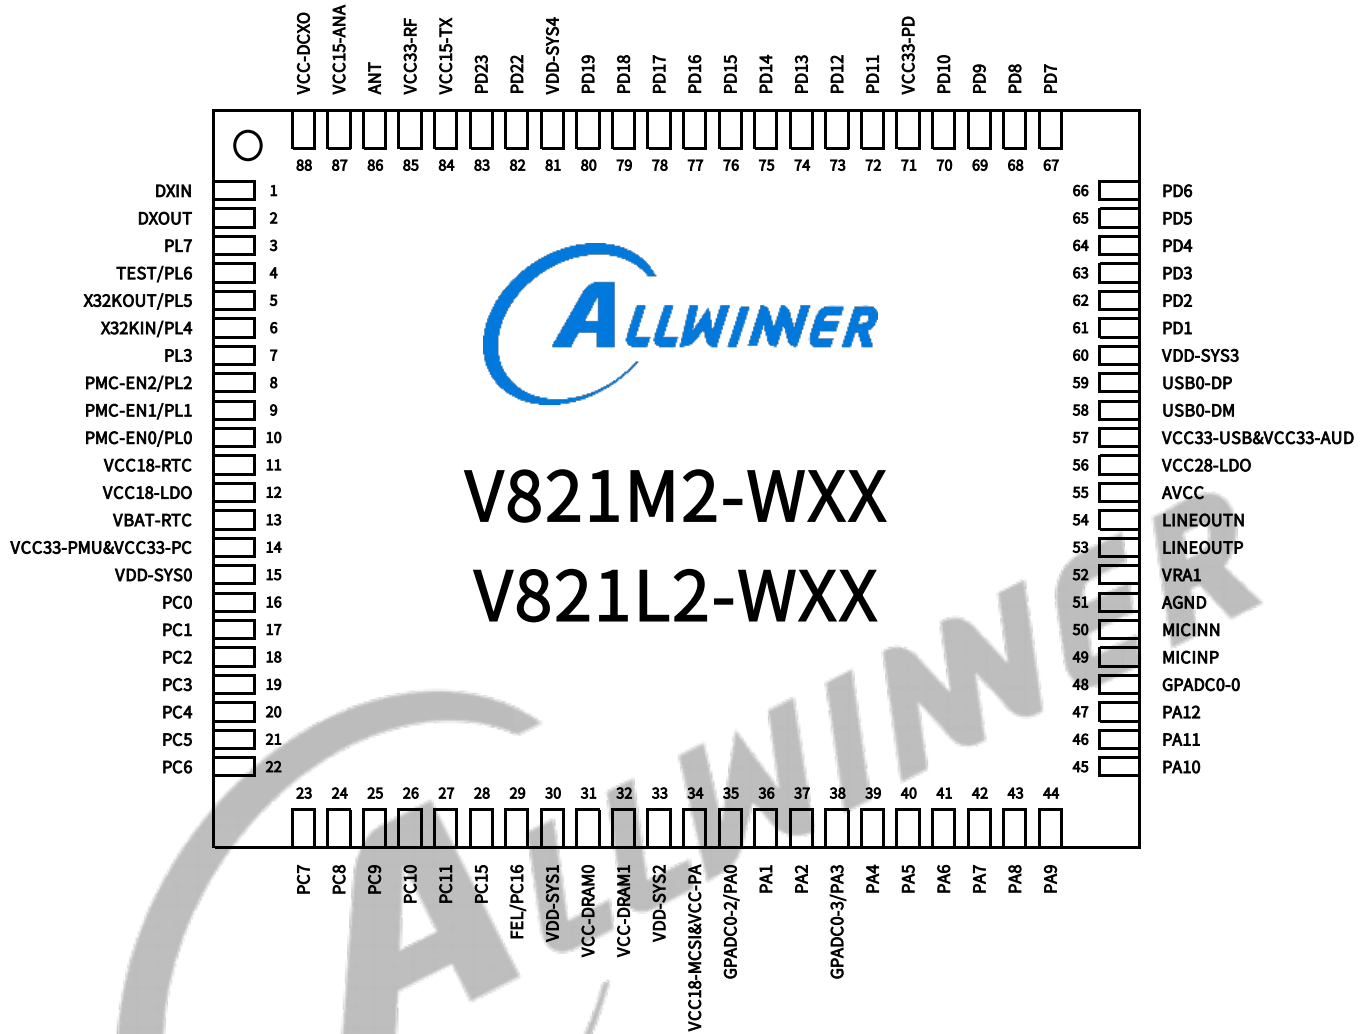 VCC-DCXO
VCC15-ANA
ANT
VCC33-RF
VCC15-TX
PD23
PD22
VDD-SYS4
PD19
PD18
PD17
PD16
PD15
PD14
PD13
PD12
PD11
VCC33-PD
PD10
PD9
PD8
PD7
88 87 86 85 84 83 82 81 80 79 78 77 76 75 74 73 72 71 70 69 68 67
DXIN 1
DXOUT 2
PL7 3
TEST/PL6 4
X32KOUT/PL5 5
X32KIN/PL4 6
PL3 7
PMC-EN2/PL2 8
PMC-EN1/PL1 9
PMC-EN0/PL0 10
VCC18-RTC 11
VCC18-LDO 12
VBAT-RTC 13
VCC33-PMU&VCC33-PC 14
VDD-SYS0 15
PC0 16
PC1 17
PC2 18
PC3 19
PC4 20
PC5 21
PC6 22
ALLWINNER
V821M2-WXX
V821L2-WXX
66 PD6
65 PD5
64 PD4
63 PD3
62 PD2
61 PD1
60 VDD-SYS3
59 USB0-DP
58 USB0-DM
57 VCC33-USB&VCC33-AUD
56 VCC28-LDO
55 AVCC
54 LINEOUTN
53 LINEOUTP
52 VRA1
51 AGND
50 MICINN
49 MICINP
48 GPADC0-0
47 PA12
46 PA11
45 PA10
23 24 25 26 27 28 29 30 31 32 33 34 35 36 37 38 39 40 41 42 43 44
PC7
PC8
PC9
PC10
PC11
PC15
FEL/PC16
VDD-SYS1
VCC-DRAM0
VCC-DRAM1
VDD-SYS2
VCC18-MCSI&VCC-PA
GPADC0-2/PA0
PA1
PA2
GPADC0-3/PA3
PA4
PA5
PA6
PA7
PA8
PA9
ALLWINNER